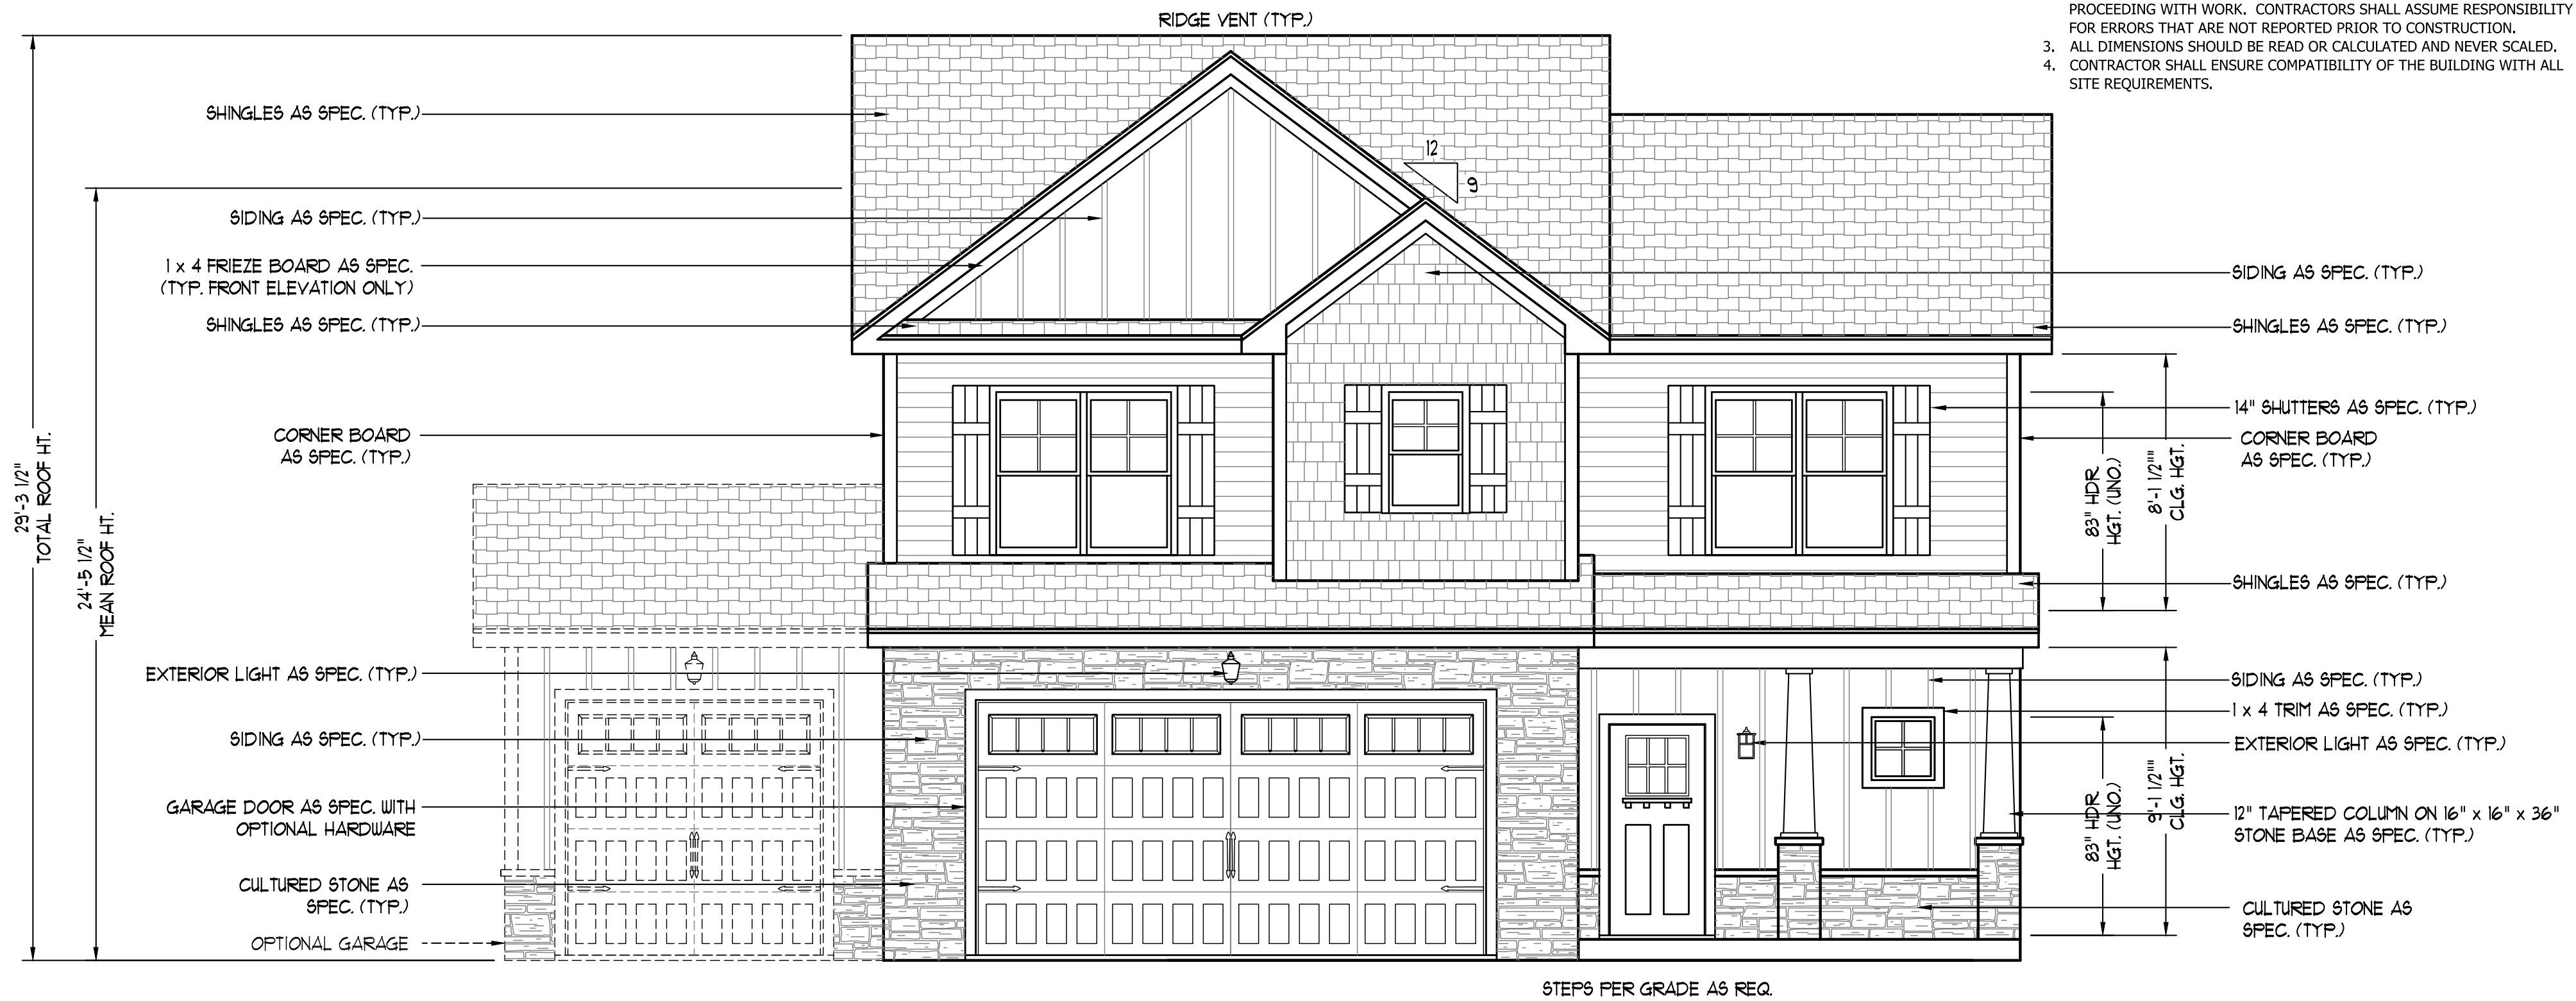 RIDGE VENT (TYP.)
PROCEEDING WITH WORK.  CONTRACTORS SHALL ASSUME RESPONSIBILITY
FOR ERRORS THAT ARE NOT REPORTED PRIOR TO CONSTRUCTION.
3.  ALL DIMENSIONS SHOULD BE READ OR CALCULATED AND NEVER SCALED.
4.  CONTRACTOR SHALL ENSURE COMPATIBILITY OF THE BUILDING WITH ALL
SITE REQUIREMENTS.
SHINGLES AS SPEC. (TYP.)
SIDING AS SPEC. (TYP.)
1 x 4 FRIEZE BOARD AS SPEC.
(TYP. FRONT ELEVATION ONLY)
SHINGLES AS SPEC. (TYP.)
CORNER BOARD
AS SPEC. (TYP.)
29'-3 1/2"
TOTAL ROOF HT.
24'-5 1/2"
MEAN ROOF HT.
EXTERIOR LIGHT AS SPEC. (TYP.)
SIDING AS SPEC. (TYP.)
GARAGE DOOR AS SPEC. WITH
OPTIONAL HARDWARE
CULTURED STONE AS
SPEC. (TYP.)
OPTIONAL GARAGE
12
9
SIDING AS SPEC. (TYP.)
SHINGLES AS SPEC. (TYP.)
14" SHUTTERS AS SPEC. (TYP.)
CORNER BOARD
AS SPEC. (TYP.)
83" HDR.
HGT. (UNO.)
8'-1 1/2""
CLG. HGT.
SHINGLES AS SPEC. (TYP.)
SIDING AS SPEC. (TYP.)
1 x 4 TRIM AS SPEC. (TYP.)
EXTERIOR LIGHT AS SPEC. (TYP.)
83" HDR.
HGT. (UNO.)
9'-1 1/2""
CLG. HGT.
12" TAPERED COLUMN ON 16" x 16" x 36"
STONE BASE AS SPEC. (TYP.)
CULTURED STONE AS
SPEC. (TYP.)
STEPS PER GRADE AS REQ.